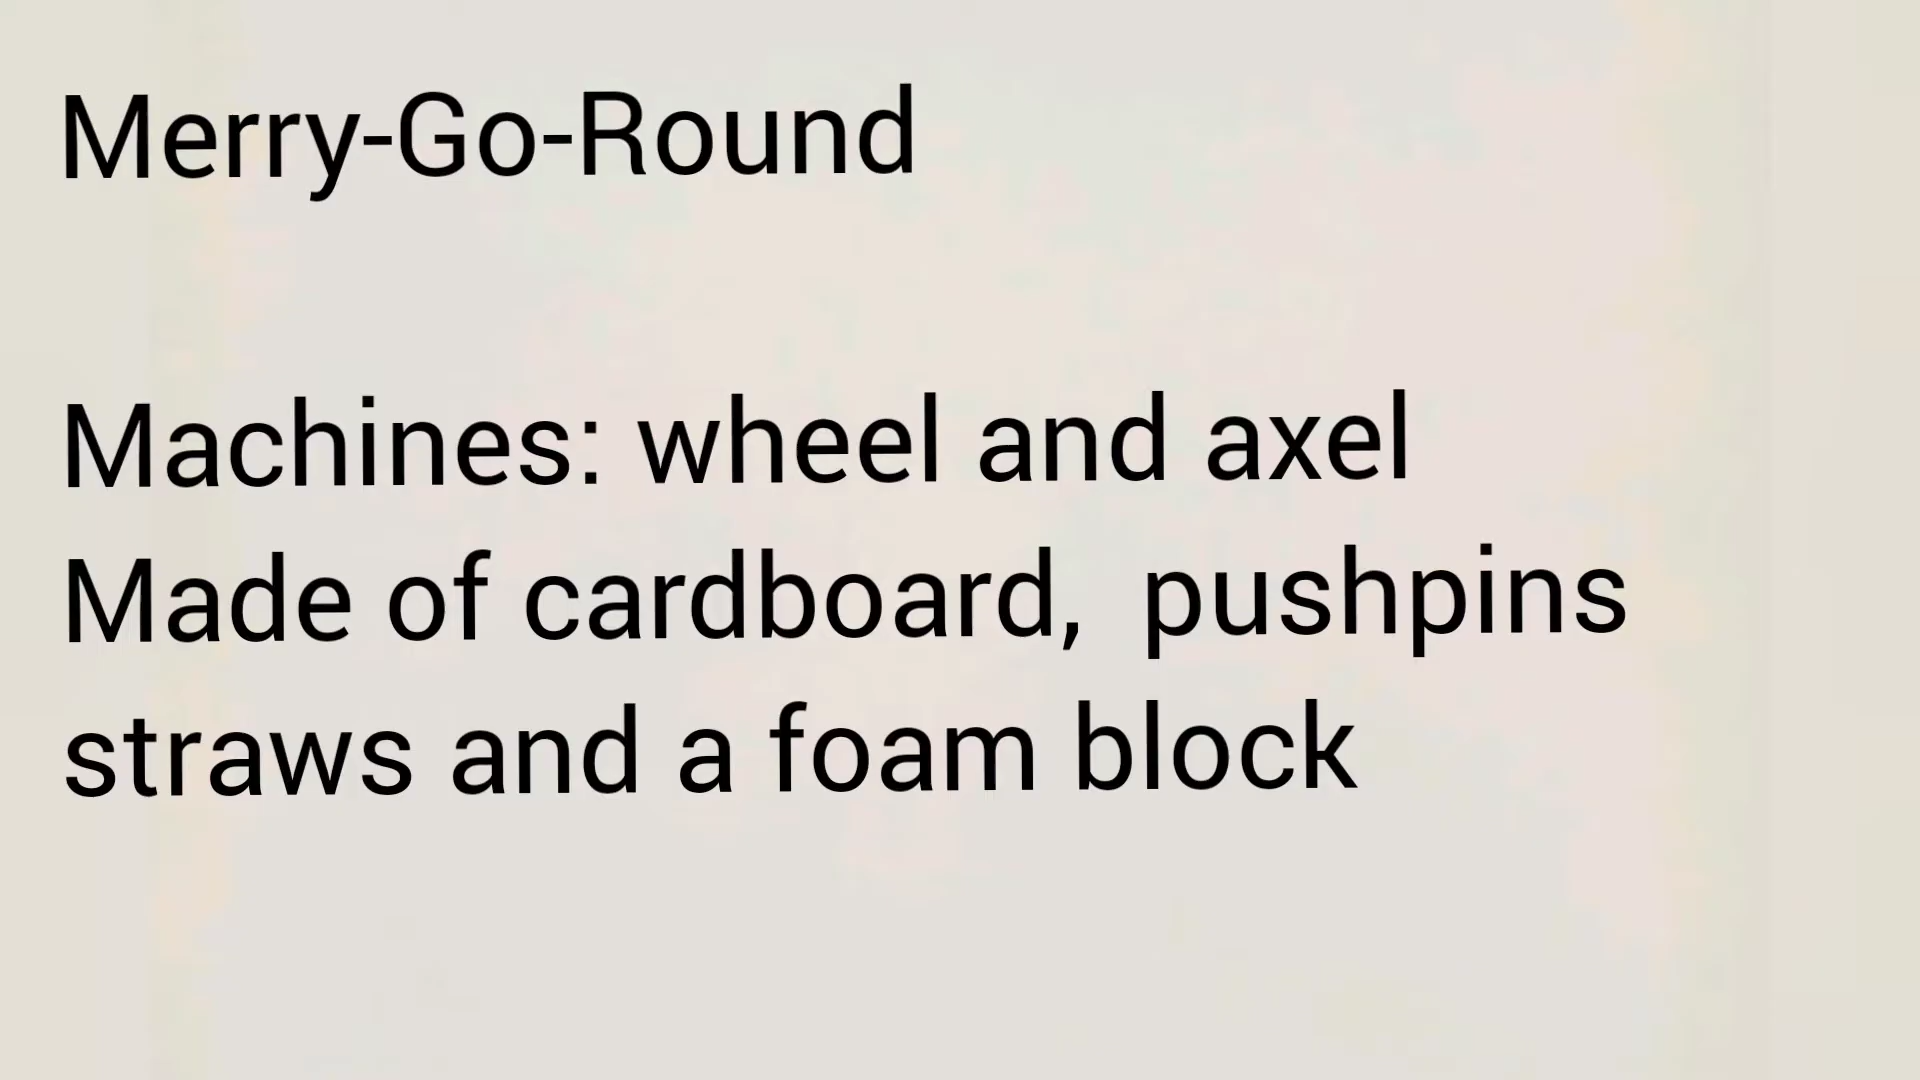 Merry-Go-Round
Machines: wheel and axel
Made of cardboard,  pushpins
straws and a foam block